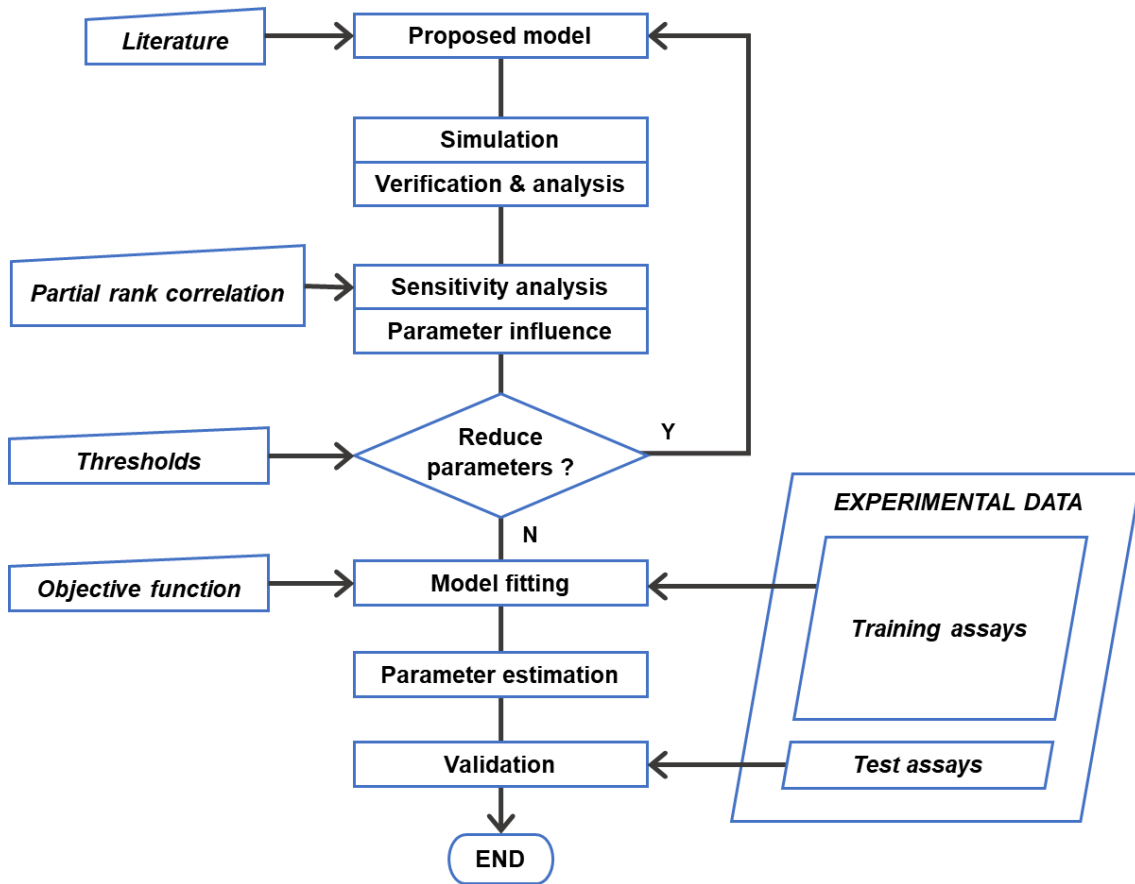 Literature
Proposed model
Simulation
Verification & analysis
Partial rank correlation
Sensitivity analysis
Parameter influence
Thresholds
Reduce
parameters ?
Y
N
EXPERIMENTAL DATA
Objective function
Model fitting
Training assays
Parameter estimation
Validation
Test assays
END